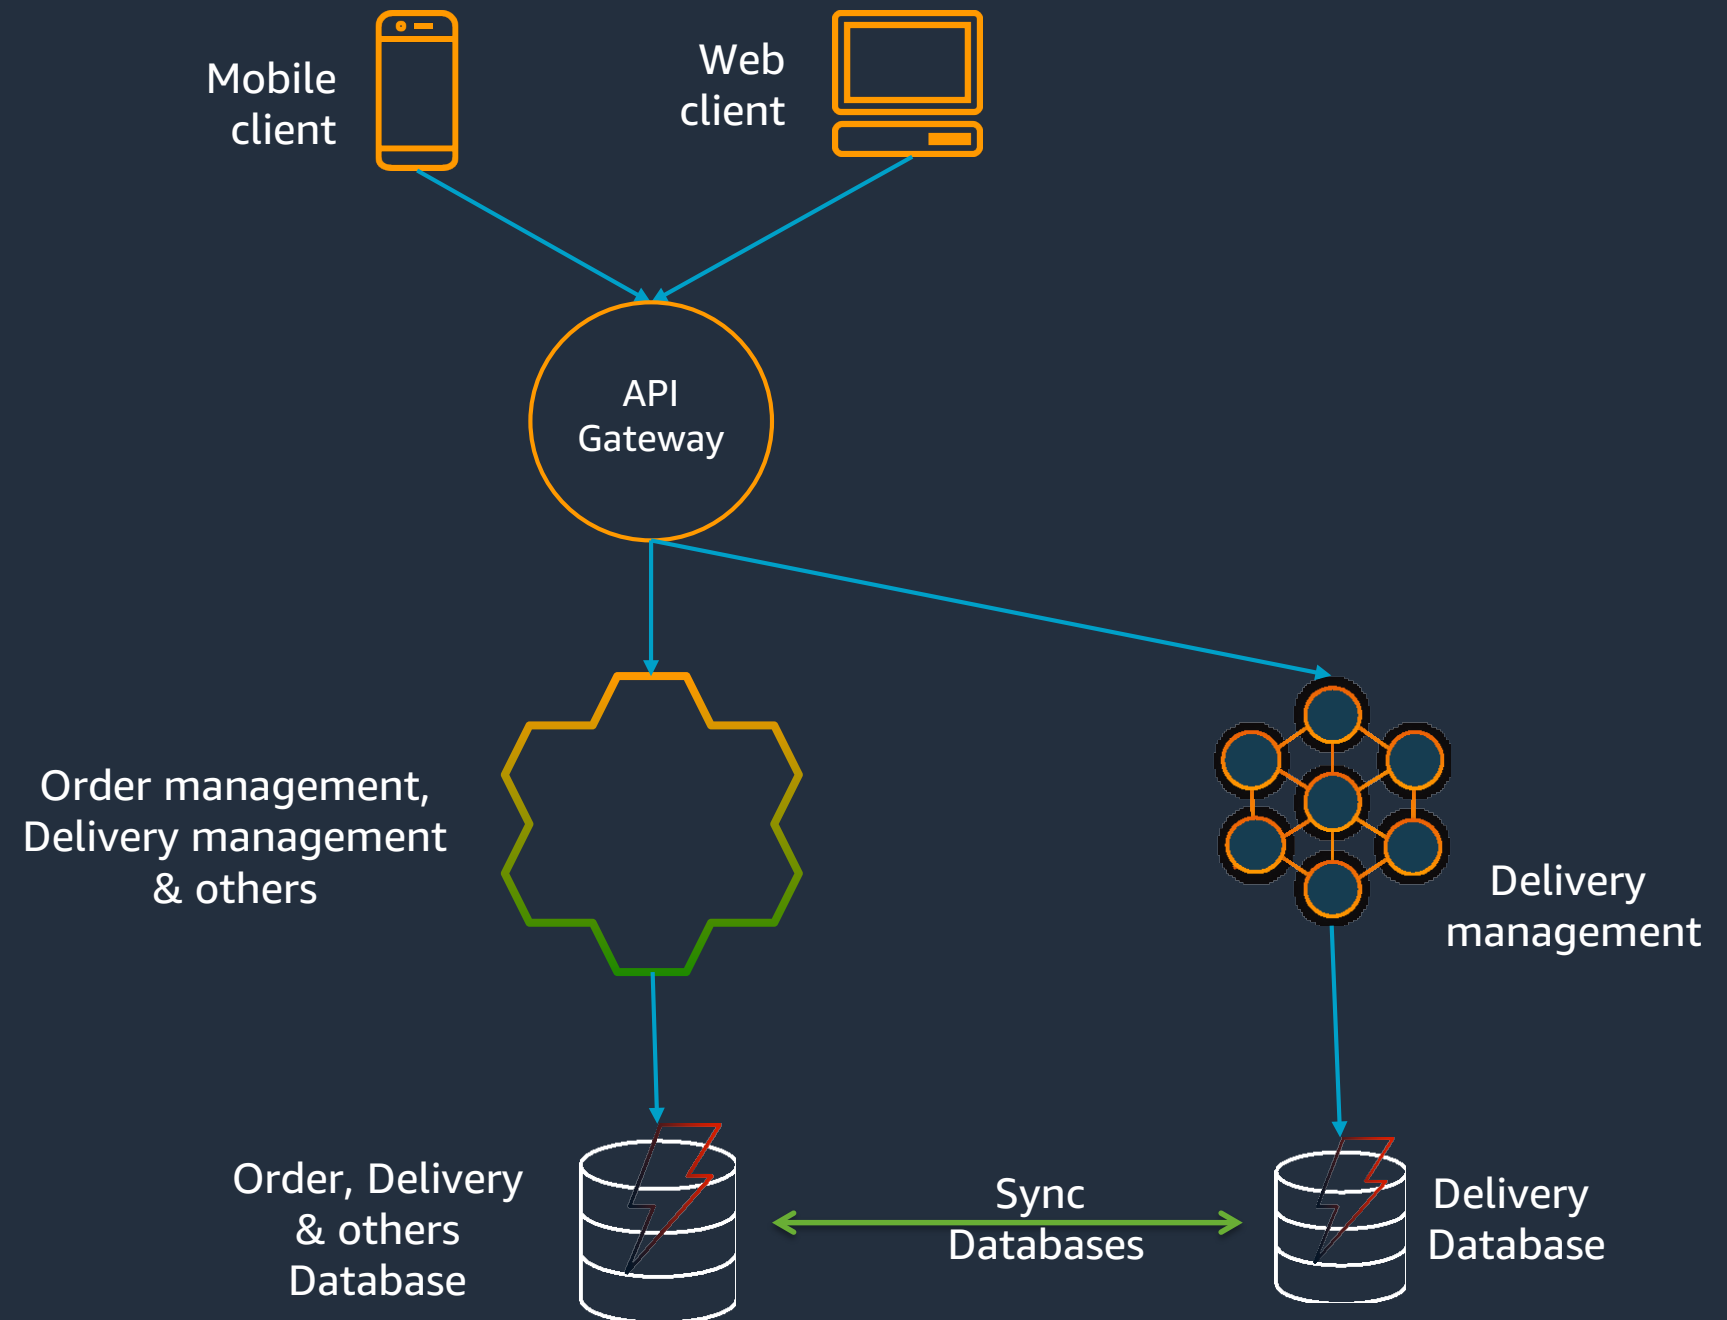 Mobile
client
Web
client
API
Gateway
Order management,
Delivery management
& others
Delivery
management
Order, Delivery
& others
Database
Sync
Databases
Delivery
Database